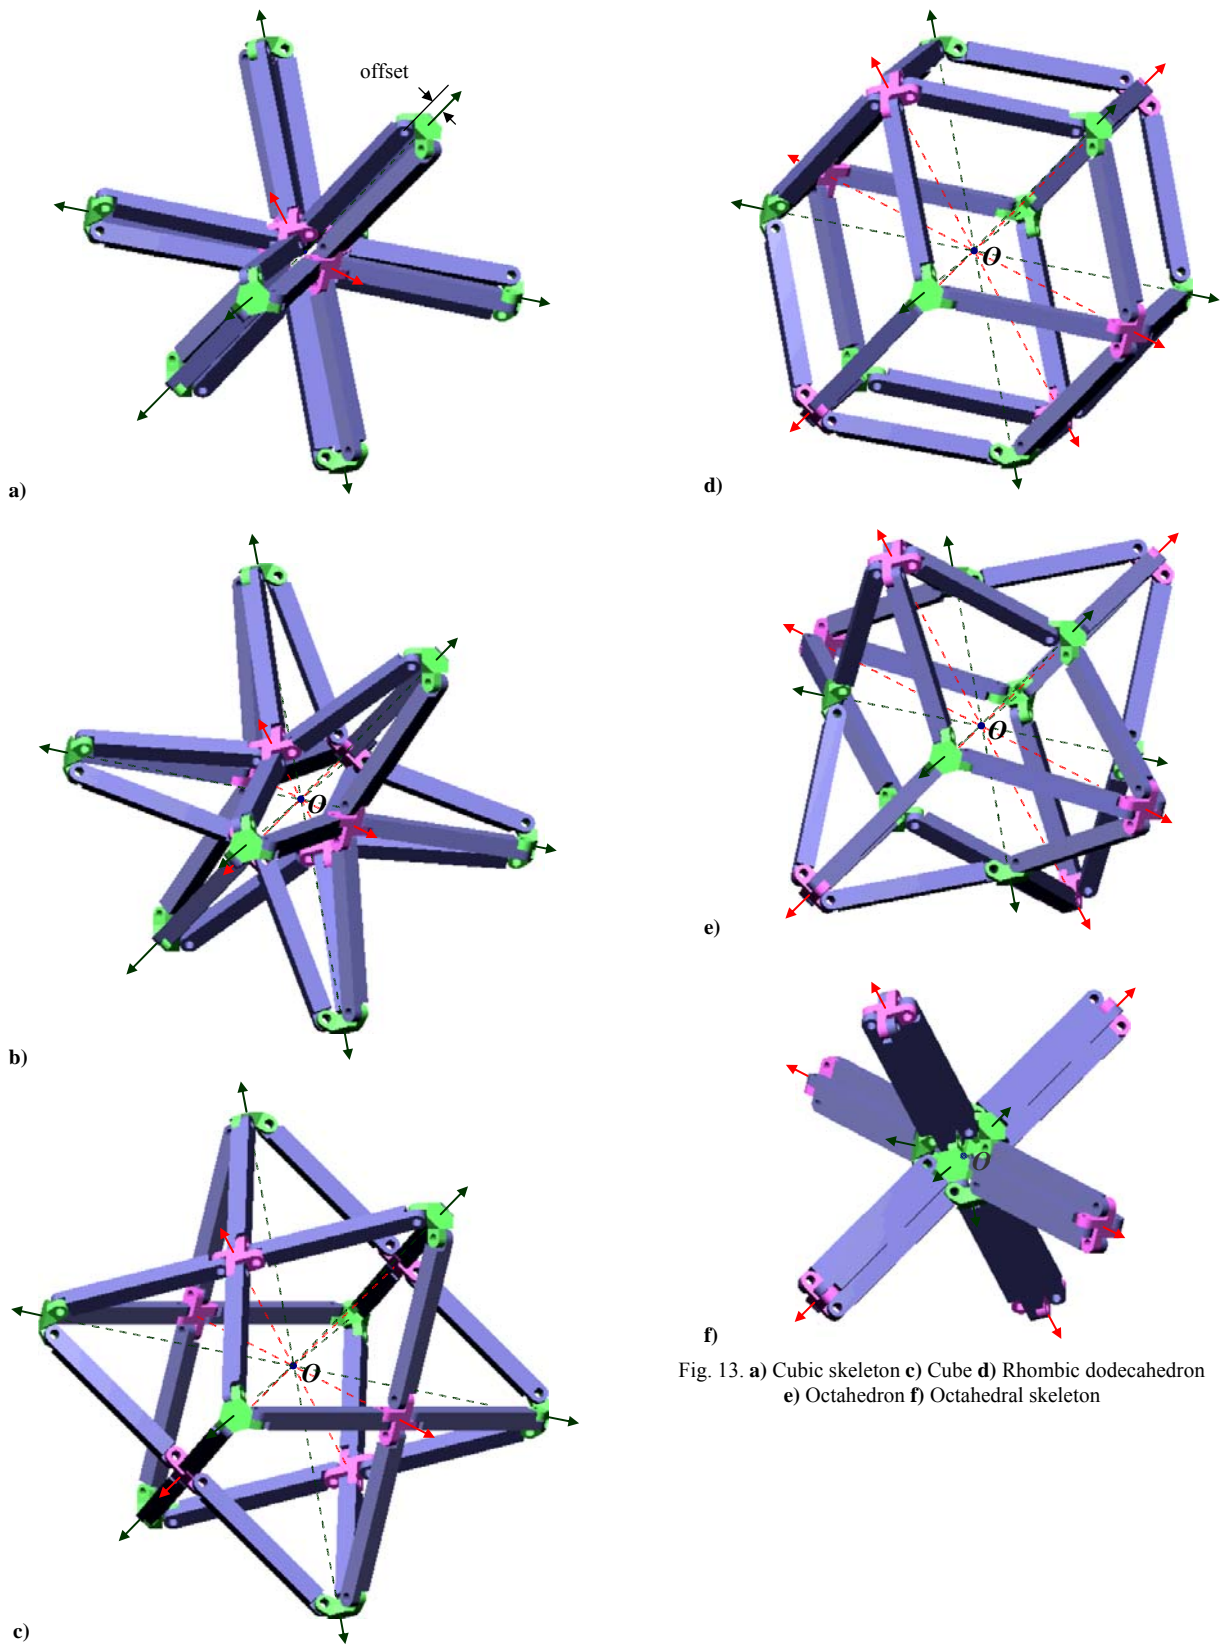 offset
a)
O
b)
O
c)
O
d)
O
e)
O
f)
Fig. 13. a) Cubic skeleton c) Cube d) Rhombic dodecahedron
e) Octahedron f) Octahedral skeleton